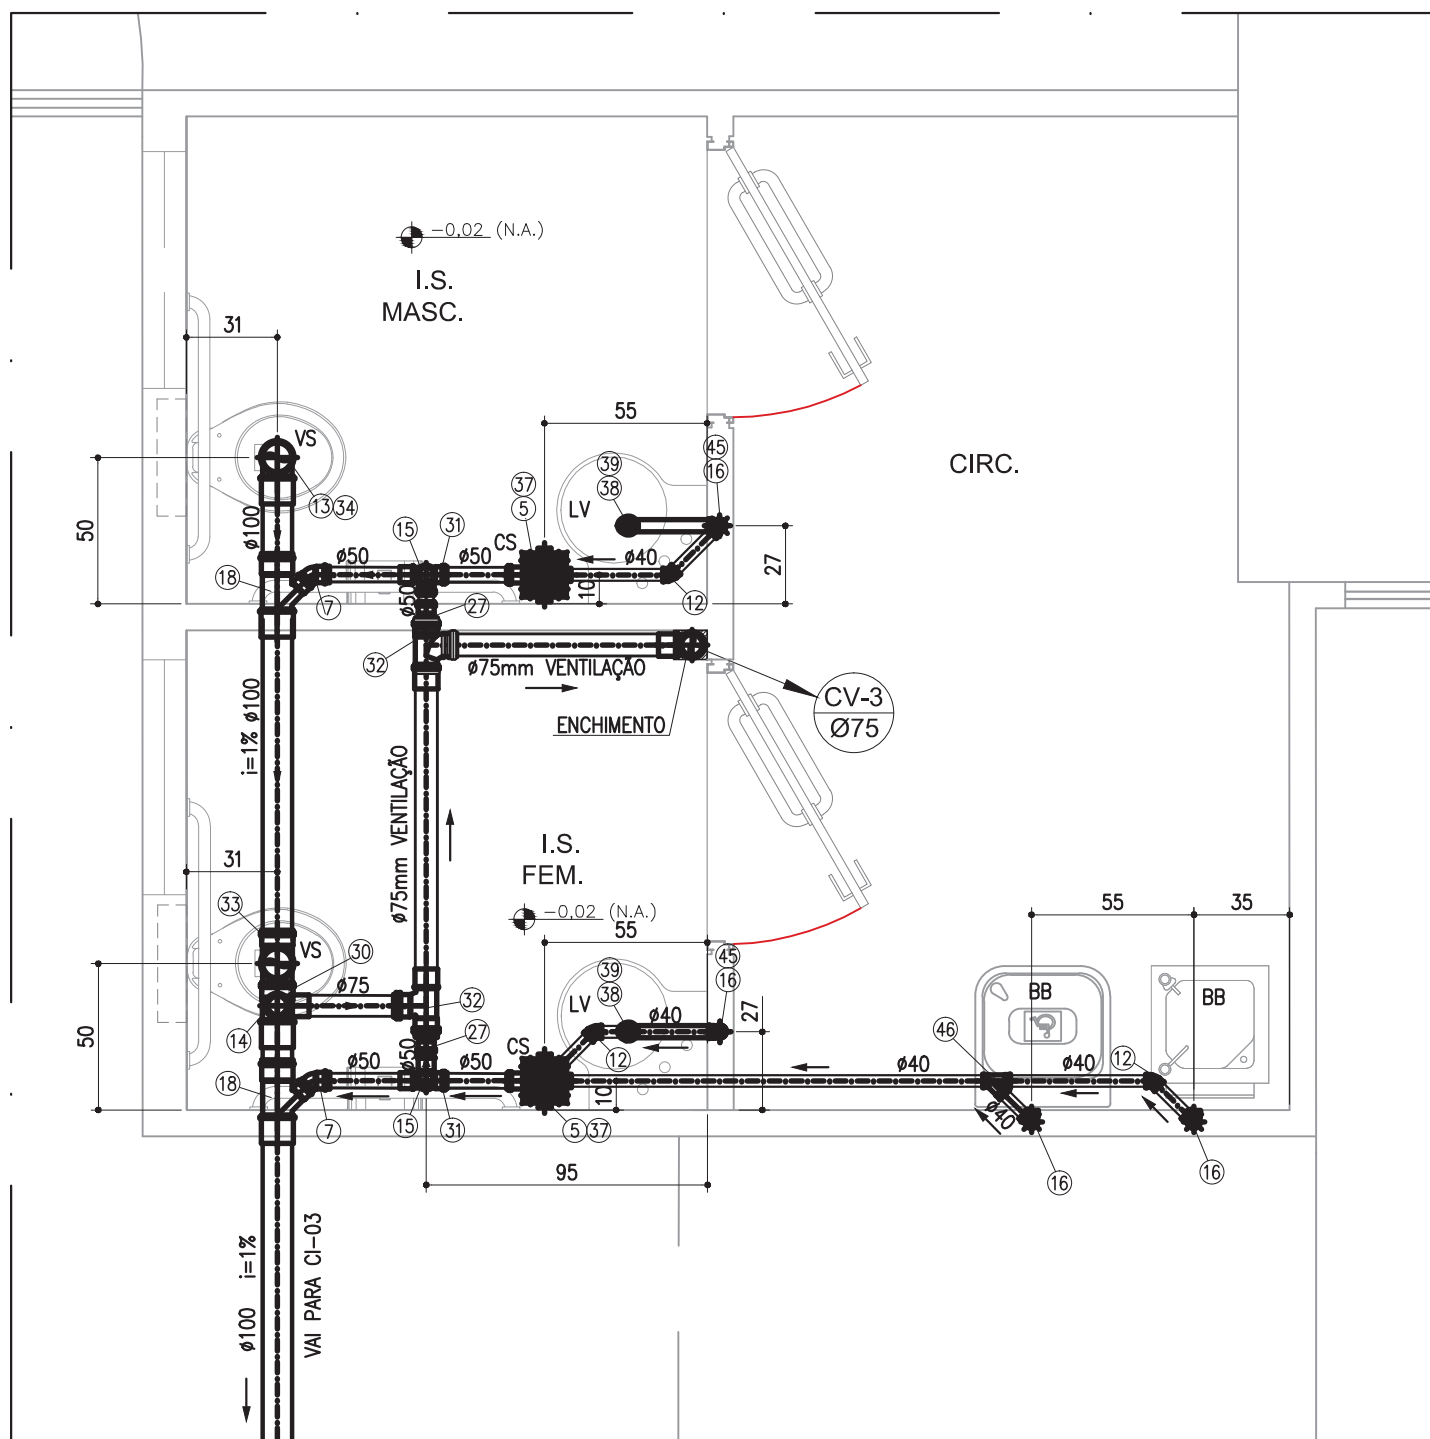 -0,02 (N.A.)
I.S.
MASC.
31
55
VS
45
16
39
38
CIRC.
37
5
LV
13
34
50
ø100
15
31
CS
ø50
ø50
ø40
27
18
7
10
12
ø50
27
32
ø75mm VENTILAÇÃO
CV-3
Ø75
ENCHIMENTO
i=1% ø100
ø75mm VENTILAÇÃO
I.S.
FEM.
31
-0,02 (N.A.)
55
55
35
33
VS
30
45
16
39
38
LV
BB
BB
ø75
32
ø40
27
50
14
27
CS
46
12
ø50
ø50
ø50
12
ø40
ø40
18
10
ø40
7
15
31
5
37
95
16
16
ø100 i=1%
VAI PARA CI-03